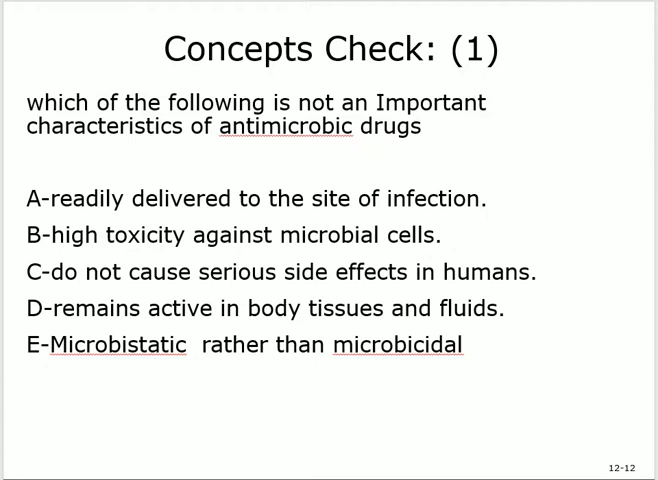 Concepts Check: (1)
which of the following is not an Important
characteristics of antimicrobic drugs
A-readily delivered to the site of infection.
B-high toxicity against microbial cells.
C-do not cause serious side effects in humans.
D-remains active in body tissues and fluids.
E-Microbistatic  rather than microbicidal
12-12